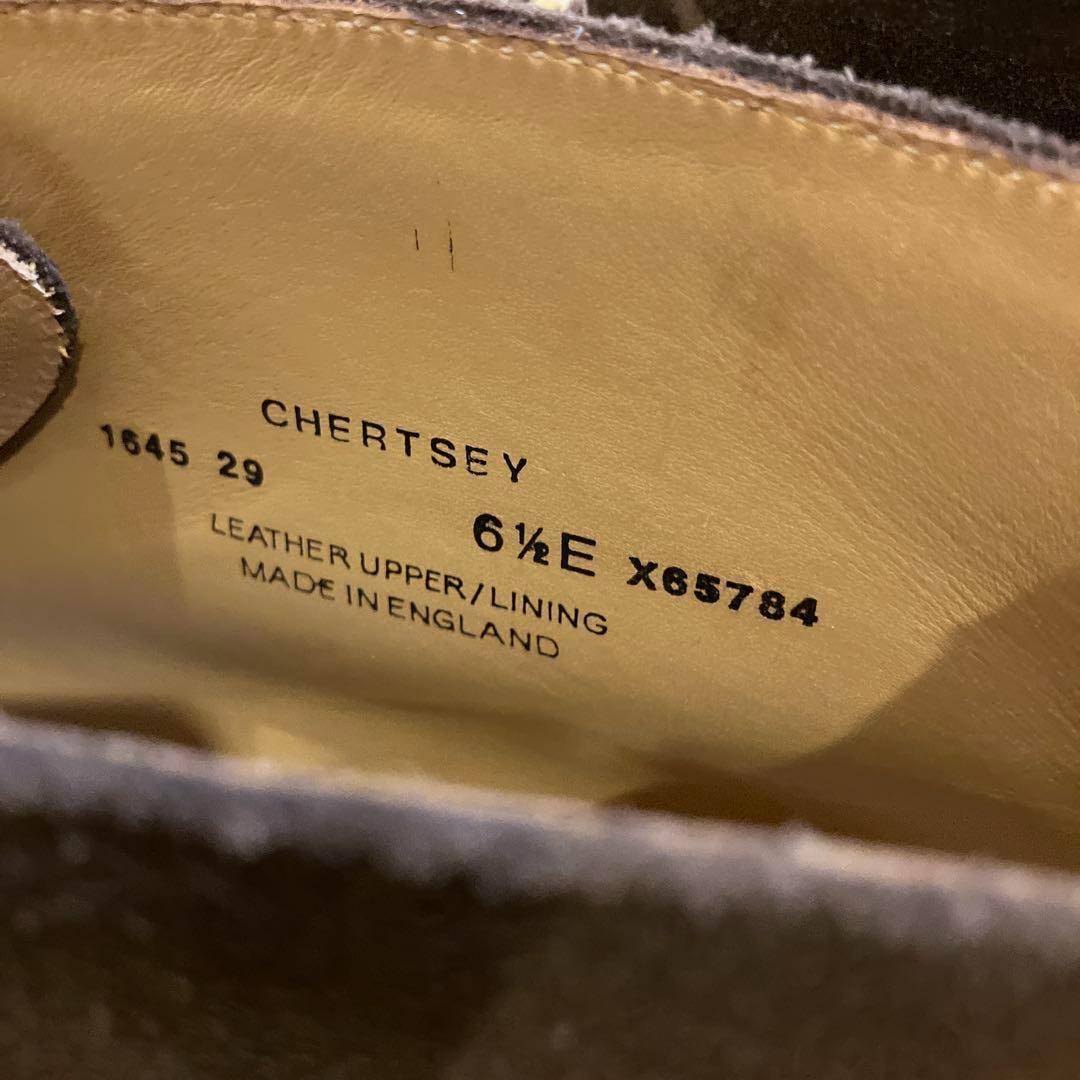 CHERTSEY
1645 29
6½E X65784
LEATHER UPPER/LINING
MADE IN ENGLAND